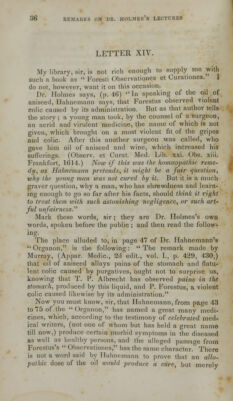 36 REMARKS ON DR. HOLMES'S LECTURES
LETTER XIV.
My library, sir, is not rich enough to supply me with
such a book as "Foresti Observationes et Curationes." I
do not, however, want it on this occasion.
Dr. Holmes says, (p. 46) "In speaking of the oil of
aniseed, Hahnemann says, that Forestus observed violent
colic caused by its administration. But as that author tells
the story; a young man took, by the counsel of a surgeon,
an acrid and virulent medicine, the name of which is not
given, which brought on a most violent fit of the gripes
and colic. After this another surgeon was called, who
gave him oil of aniseed and wine, which increased his
sufferings. (Observ. et Curat. Med. Lib. xxi. Obs. xiii.
Frankfort, 1614.) Now if this was the homœopathic reme-
dy, as Hahnemann pretends, it might be a fair question,
why the young man was not cured by it. But it is a much
graver question, why a man, who has shrewdness and learn-
ing enough to go so far after his facts, should think it right
to treat them with such astonishing negligence, or such art-
ful unfairness."
Mark these words, sir; they are Dr. Holmes's own
words, spoken before the public; and then read the follow-
ing.
The place alluded to, is page 47 of Dr. Hahnemann's
"Organon," is the following: "The remark made by
Murray, (Appar. Medic., 2d edit., vol. I., p. 429, 430,)
that oil of aniseed allays pains of the stomach and flatu-
lent colic caused by purgatives, ought not to surprise us,
knowing that T. P. Albrecht has observed pains in the
stomach, produced by this liquid, and P. Forestus, a violent
colic caused likewise by its administration."
Now you must know, sir, that Hahnemann, from page 43
to 75 of the "Organon," has named a great many medi-
cines, which, according to the testimony of celebrated med-
ical writers, (not one of whom but has held a great name
till now,) produce certain morbid symptoms in the diseased
as well as healthy persons, and the alleged passage from
Forestus's "Observationes," has the same character. There
is not a word said by Hahnemann to prove that an allo-
pathic dose of the oil would produce a cure, but merely